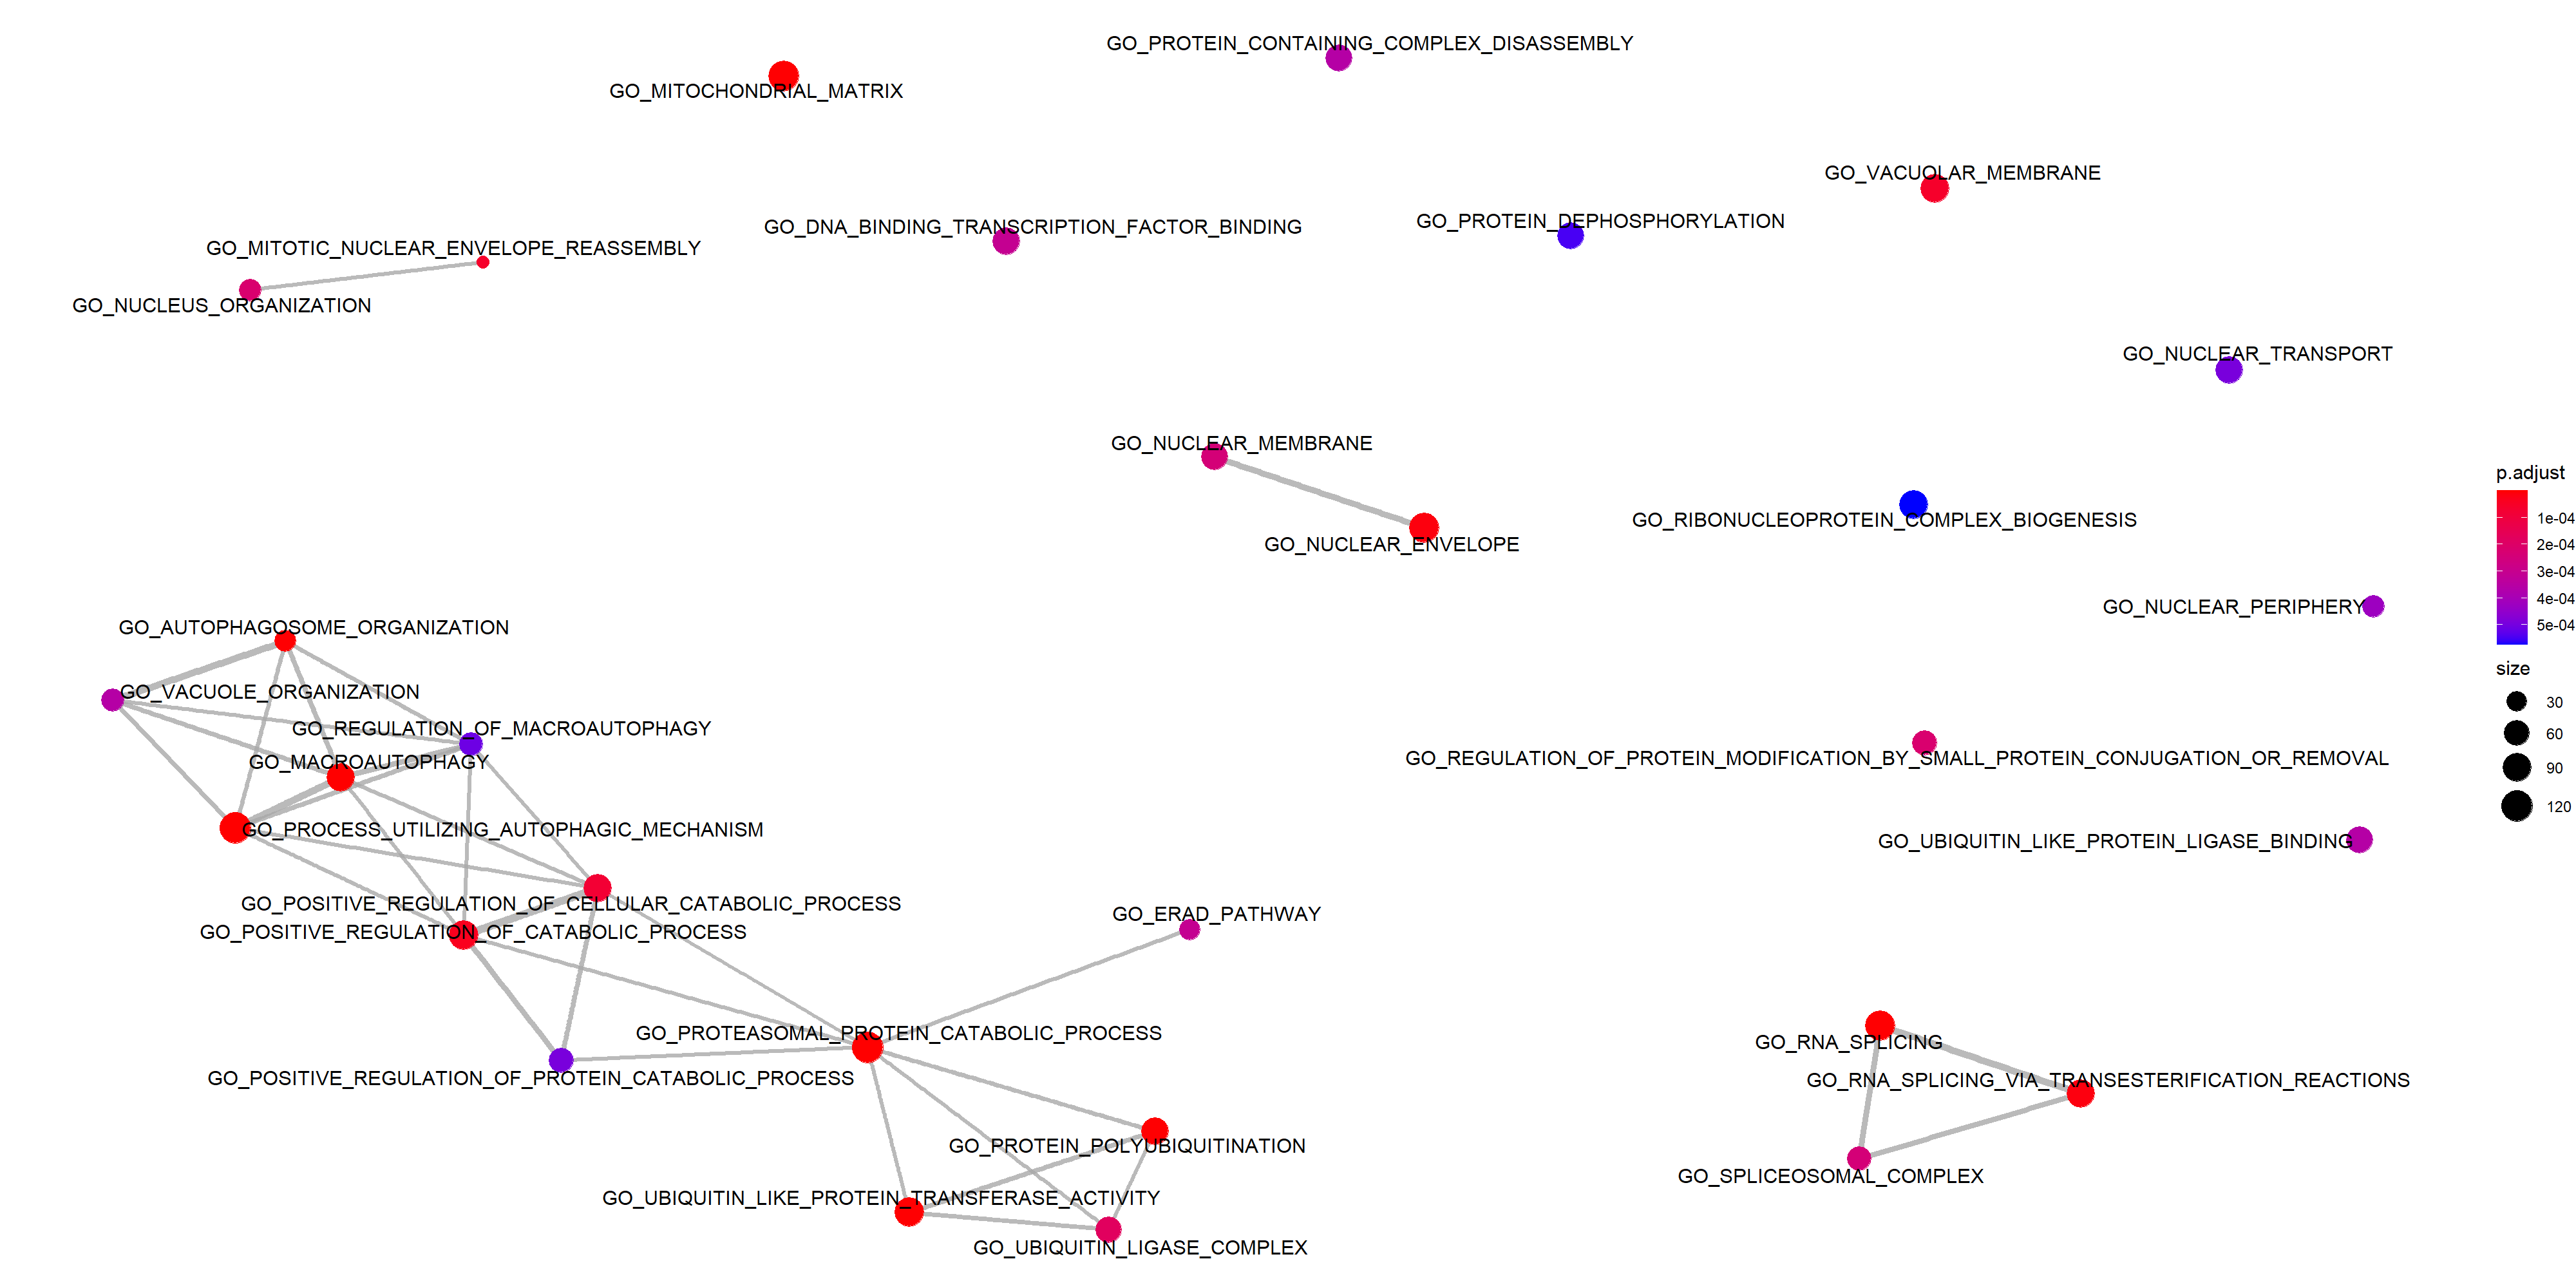 GO_PROTEIN_CONTAINING_COMPLEX_DISASSEMBLY
GO_MITOCHONDRIAL_MATRIX
GO_VACUOLAR_MEMBRANE
GO_PROTEIN_DEPHOSPHORYLATION
GO_DNA_BINDING_TRANSCRIPTION_FACTOR_BINDING
GO_MITOTIC_NUCLEAR_ENVELOPE_REASSEMBLY
GO_NUCLEUS_ORGANIZATION
GO_NUCLEAR_TRANSPORT
GO_NUCLEAR_MEMBRANE
GO_RIBONUCLEOPROTEIN_COMPLEX_BIOGENESIS
GO_NUCLEAR_ENVELOPE
GO_NUCLEAR_PERIPHERY
GO_AUTOPHAGOSOME_ORGANIZATION
GO_VACUOLE_ORGANIZATION
GO_REGULATION_OF_MACROAUTOPHAGY
GO_MACROAUTOPHAGY
GO_REGULATION_OF_PROTEIN_MODIFICATION_BY_SMALL_PROTEIN_CONJUGATION_OR_REMOVAL
GO_PROCESS_UTILIZING_AUTOPHAGIC_MECHANISM
GO_UBIQUITIN_LIKE_PROTEIN_LIGASE_BINDING
GO_POSITIVE_REGULATION_OF_CELLULAR_CATABOLIC_PROCESS
GO_ERAD_PATHWAY
GO_POSITIVE_REGULATION_OF_CATABOLIC_PROCESS
GO_PROTEASOMAL_PROTEIN_CATABOLIC_PROCESS
GO_RNA_SPLICING
GO_POSITIVE_REGULATION_OF_PROTEIN_CATABOLIC_PROCESS
GO_RNA_SPLICING_VIA_TRANSESTERIFICATION_REACTIONS
GO_PROTEIN_POLYUBIQUITINATION
GO_SPLICEOSOMAL_COMPLEX
GO_UBIQUITIN_LIKE_PROTEIN_TRANSFERASE_ACTIVITY
GO_UBIQUITIN_LIGASE_COMPLEX
p.adjust
1e-04
2e-04
3e-04
4e-04
5e-04
size
30
60
90
120